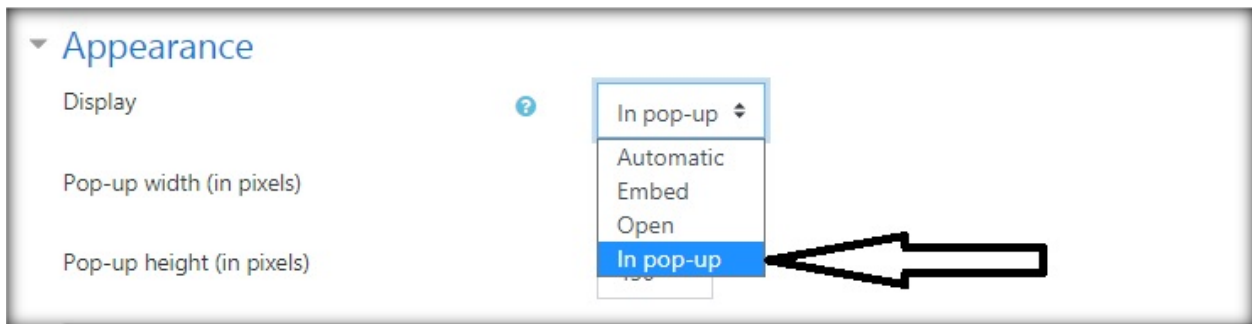 Appearance
Display
In pop-up
Automatic
Embed
Pop-up width (in pixels)
Open
In pop-up
Pop-up height (in pixels)